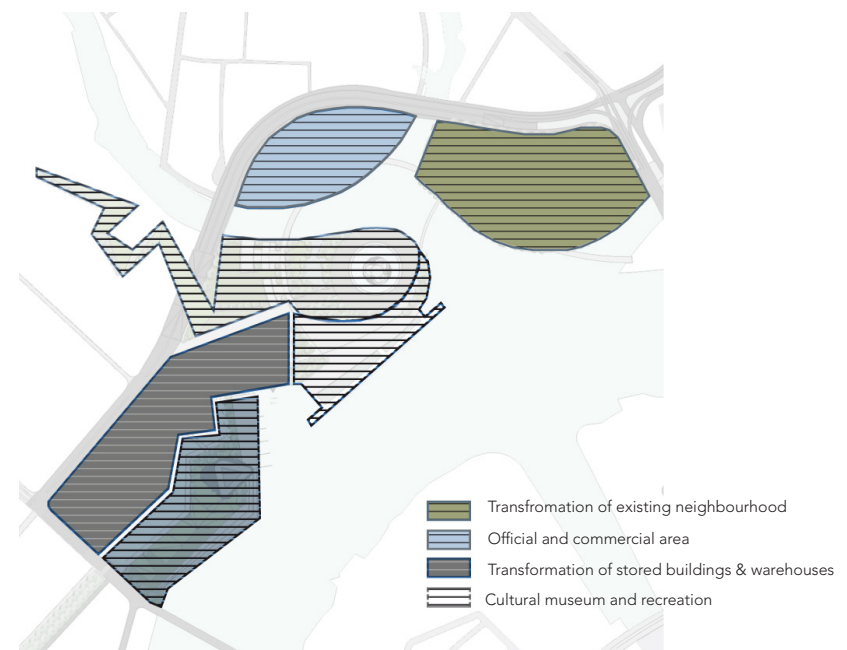 Transfromation of existing neighbourhood
Official and commercial area
Transformation of stored buildings & warehouses
Cultural museum and recreation